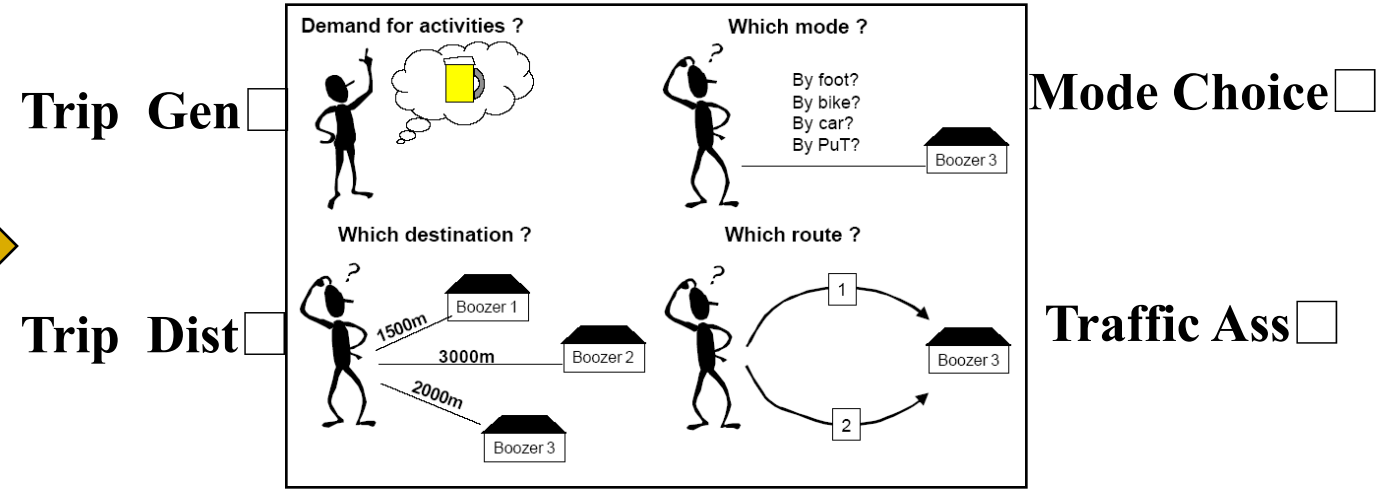 Trip Gen□
Demand for activities ?
Which mode ?
?
By foot?
By bike?
By car?
By PuT?
Boozer 3
Mode Choice□
Trip Dist□
Which destination ?
?
1500m
Boozer 1
3000m
Boozer 2
2000m
Boozer 3
Which route ?
?
1
Boozer 3
2
Traffic Ass□